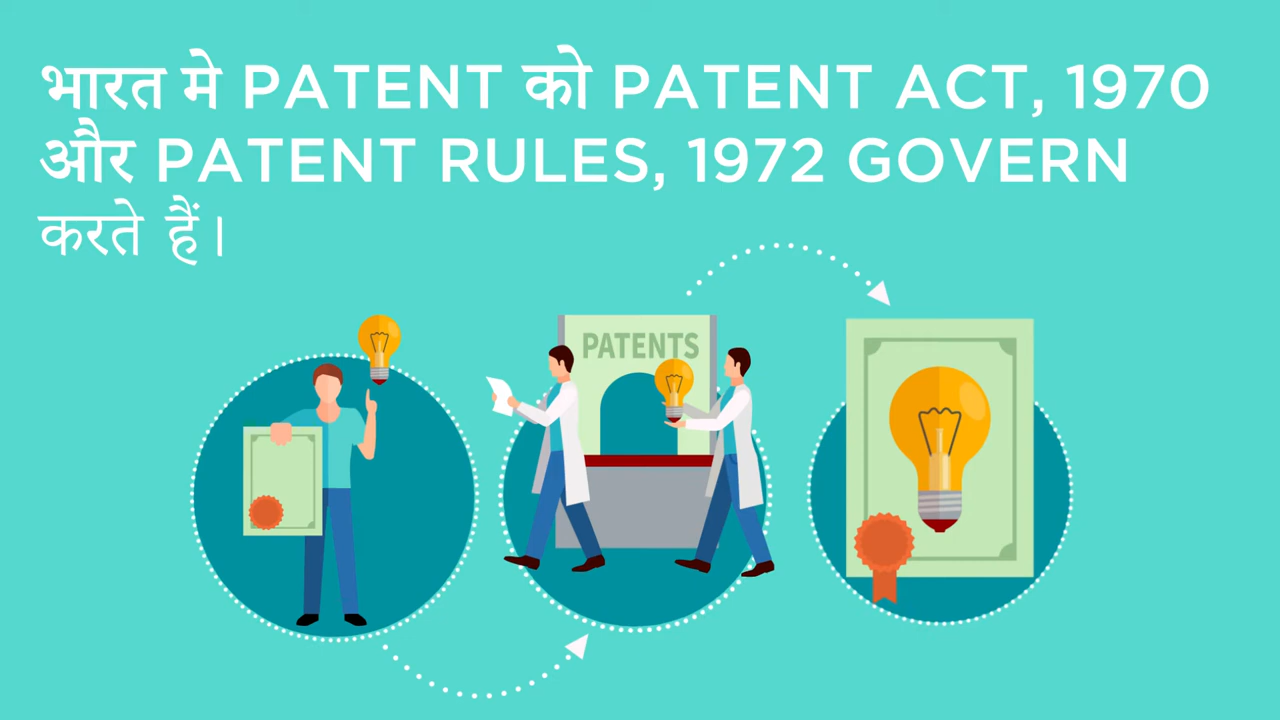 भारत मे PATENT को PATENT ACT, 1970
और PATENT RULES, 1972 GOVERN
करते हैं।
PATENTS